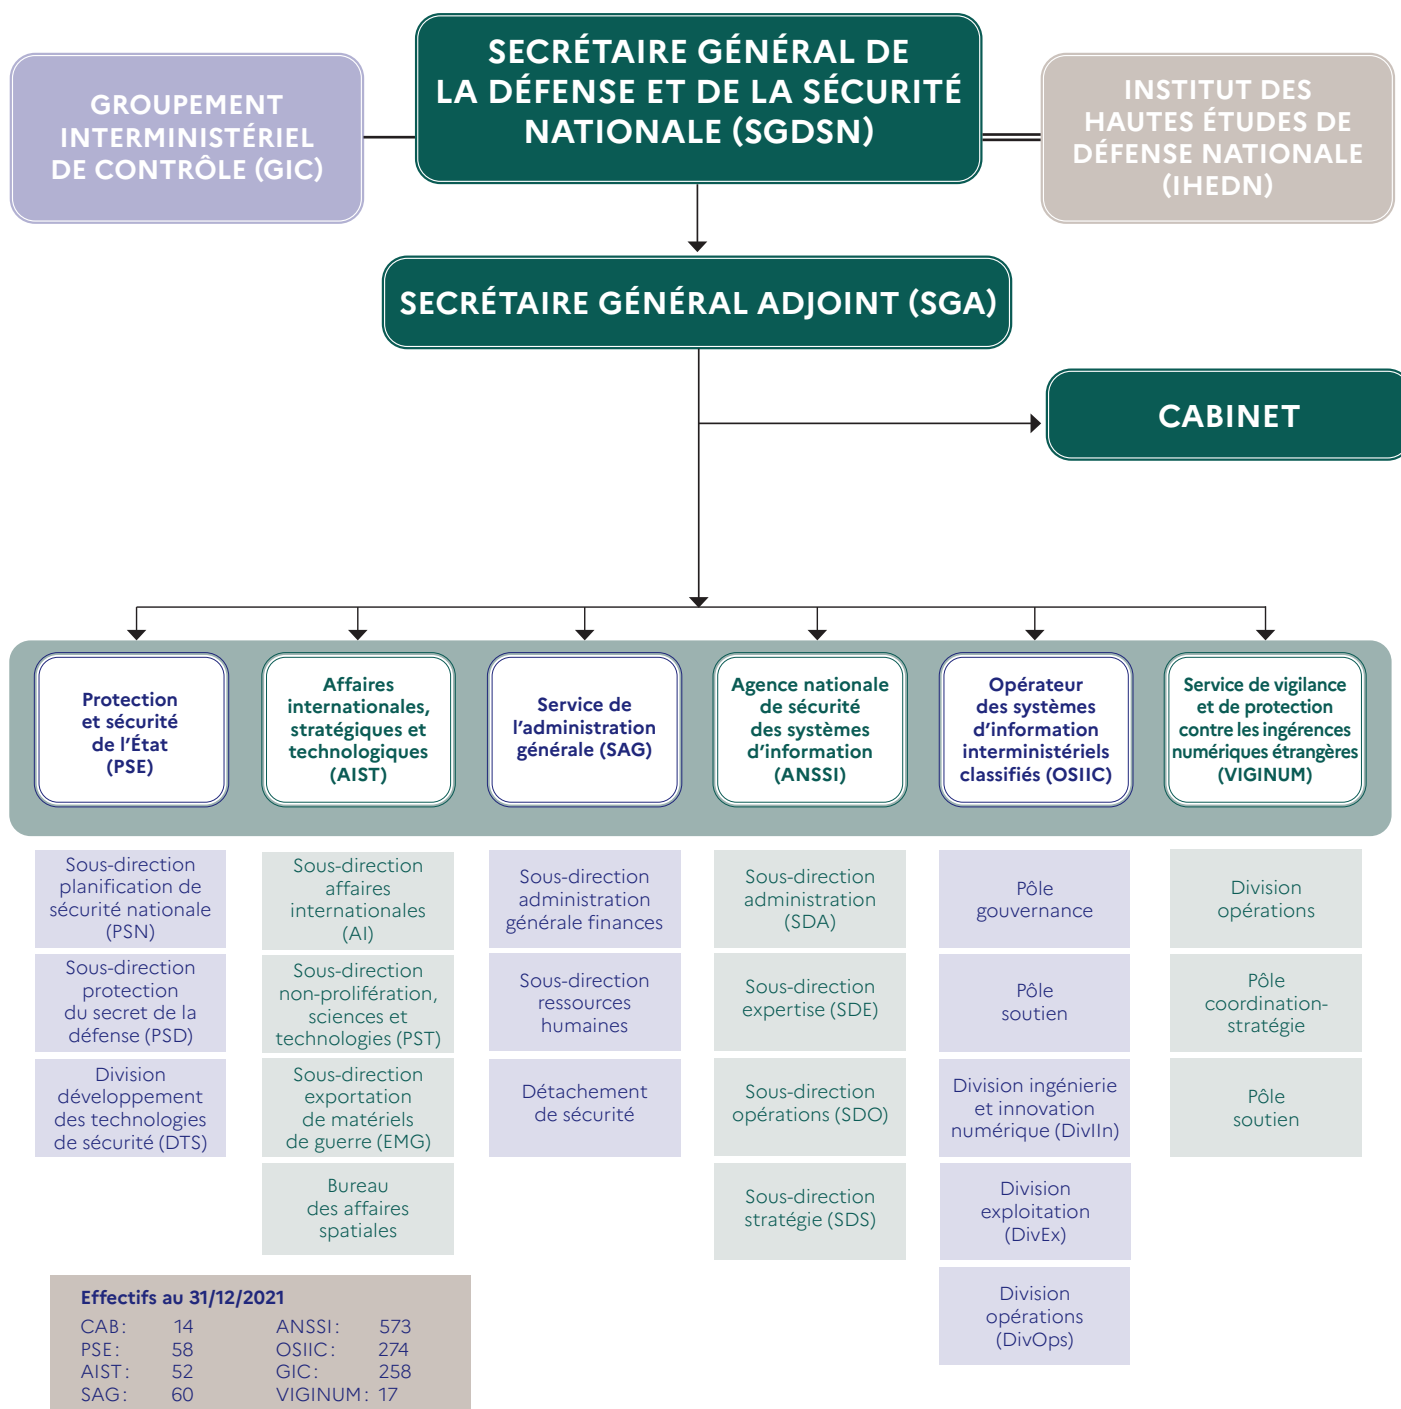 GROUPEMENT
INTERMINISTÉRIEL
DE CONTRÔLE (GIC)
SECRÉTAIRE GÉNÉRAL DE
LA DÉFENSE ET DE LA SÉCURITÉ
NATIONALE (SGDSN)
INSTITUT DES
HAUTES ÉTUDES DE
DÉFENSE NATIONALE
(IHEDN)
SECRÉTAIRE GÉNÉRAL ADJOINT (SGA)
CABINET
Protection
et sécurité
de l'État
(PSE)
Affaires
internationales,
stratégiques et
technologiques
(AIST)
Service de
l'administration
générale (SAG)
Agence nationale
de sécurité
des systèmes
d'information
(ANSSI)
Opérateur
des systèmes
d'information
interministériels
classifiés (OSIIC)
Service de vigilance
et de protection
contre les ingérences
numériques étrangères
(VIGINUM)
Sous-direction
planification de
sécurité nationale
(PSN)
Sous-direction
protection
du secret de la
défense (PSD)
Division
développement
des technologies
de sécurité (DTS)
Sous-direction
affaires
internationales
(AI)
Sous-direction
non-prolifération,
sciences et
technologies (PST)
Sous-direction
exportation
de matériels
de guerre (EMG)
Bureau
des affaires
spatiales
Sous-direction
administration
générale finances
Sous-direction
ressources
humaines
Détachement
de sécurité
Sous-direction
administration
(SDA)
Sous-direction
expertise (SDE)
Sous-direction
opérations (SDO)
Sous-direction
stratégie (SDS)
Pôle
gouvernance
Pôle
soutien
Division ingénierie
et innovation
numérique (DivIIn)
Division
exploitation
(DivEx)
Division
opérations
(DivOps)
Division
opérations
Pôle
coordination-
stratégie
Pôle
soutien
Effectifs au 31/12/2021
CAB: 14 ANSSI: 573
PSE: 58 OSIIC: 274
AIST: 52 GIC: 258
SAG: 60 VIGINUM: 17